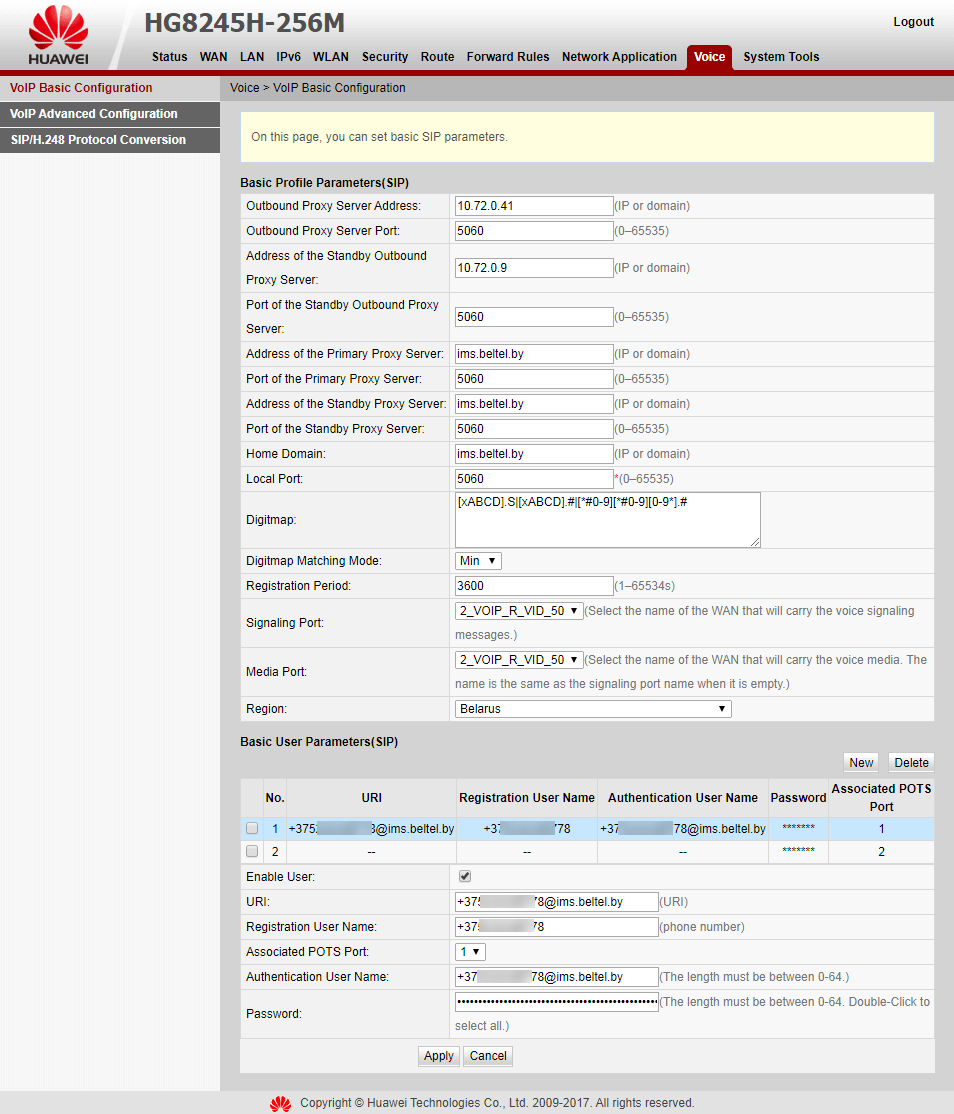 HG8245H-256M
Logout
HUAWEI
Status WAN LAN IPv6 WLAN Security Route Forward Rules Network Application Voice System Tools
VoIP Basic Configuration
Voice > VoIP Basic Configuration
VoIP Advanced Configuration
SIP/H.248 Protocol Conversion
On this page, you can set basic SIP parameters.
Basic Profile Parameters(SIP)
Outbound Proxy Server Address: 10.72.0.41 (IP or domain)
Outbound Proxy Server Port: 5060 (0–65535)
Address of the Standby Outbound
Proxy Server: 10.72.0.9 (IP or domain)
Port of the Standby Outbound Proxy
Server: 5060 (0–65535)
Address of the Primary Proxy Server: ims.beltel.by (IP or domain)
Port of the Primary Proxy Server: 5060 (0–65535)
Address of the Standby Proxy Server: ims.beltel.by (IP or domain)
Port of the Standby Proxy Server: 5060 (0–65535)
Home Domain: ims.beltel.by (IP or domain)
Local Port: 5060 *(0–65535)
Digitmap: [xABCD].S|[xABCD].#|[*#0-9][*#0-9][0-9*].#
Digitmap Matching Mode: Min
Registration Period: 3600 (1–65534s)
Signaling Port: 2_VOIP_R_VID_50 (Select the name of the WAN that will carry the voice signaling
messages.)
Media Port: 2_VOIP_R_VID_50 (Select the name of the WAN that will carry the voice media. The
name is the same as the signaling port name when it is empty.)
Region: Belarus
Basic User Parameters(SIP)
New Delete
No. URI Registration User Name Authentication User Name Password Associated POTS
Port
1 +375 8@ims.beltel.by +37 778 +37 78@ims.beltel.by ******* 1
2 -- -- -- ******* 2
Enable User:
URI: +375 78@ims.beltel.by (URI)
Registration User Name: +37 78 (phone number)
Associated POTS Port: 1
Authentication User Name: +37 78@ims.beltel.by (The length must be between 0-64.)
Password: (The length must be between 0-64. Double-Click to
select all.)
Apply Cancel
Copyright © Huawei Technologies Co., Ltd. 2009-2017. All rights reserved.